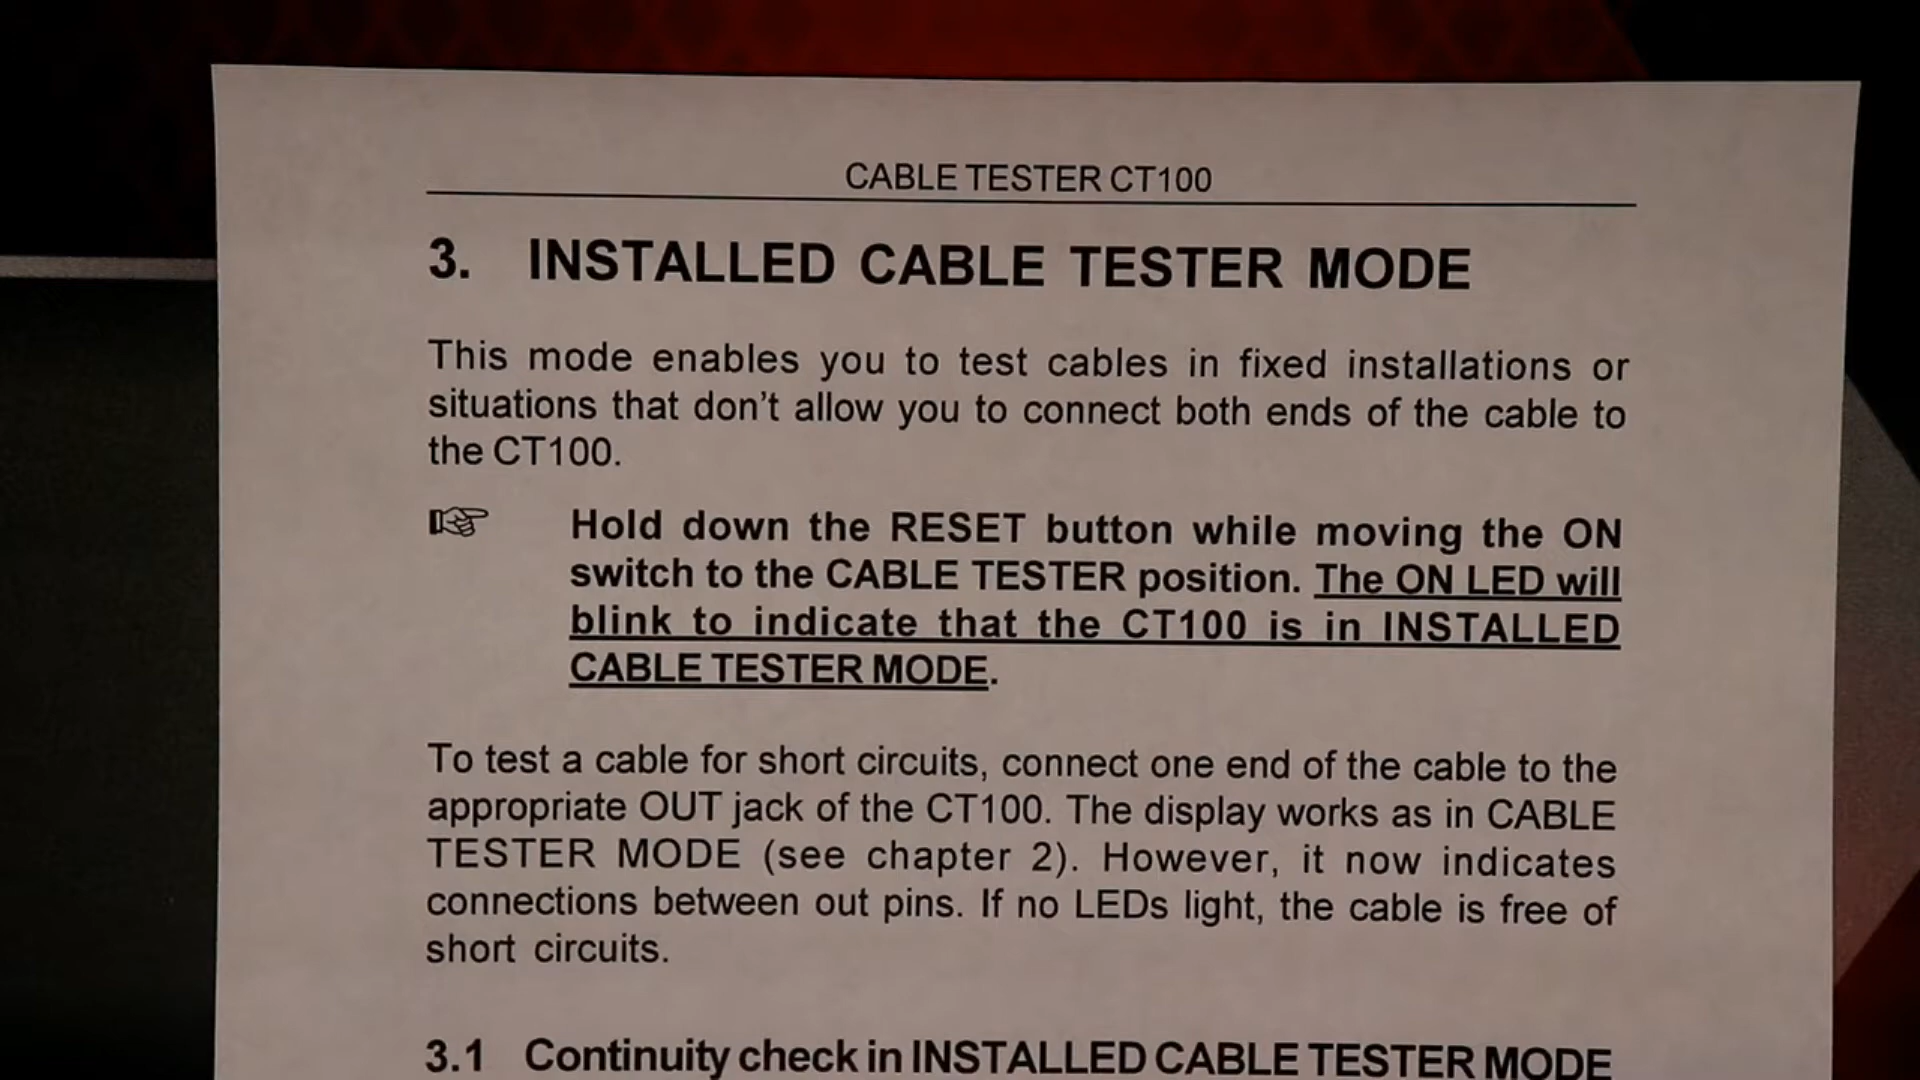 CABLE TESTER CT100
3. INSTALLED CABLE TESTER MODE
This mode enables you to test cables in fixed installations or
situations that don't allow you to connect both ends of the cable to
the CT100.
☞ Hold down the RESET button while moving the ON
switch to the CABLE TESTER position. The ON LED will
blink to indicate that the CT100 is in INSTALLED
CABLE TESTER MODE.
To test a cable for short circuits, connect one end of the cable to the
appropriate OUT jack of the CT100. The display works as in CABLE
TESTER MODE (see chapter 2). However, it now indicates
connections between out pins. If no LEDs light, the cable is free of
short circuits.
3.1 Continuity check in INSTALLED CABLE TESTER MODE